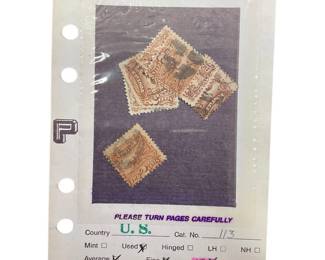 P
PLEASE TURN PAGES CAREFULLY
Country U. S. Cat. No. 113
Mint □ Used ☒ Hinged □ LH □ NH □
Average ✓ Fine ✓